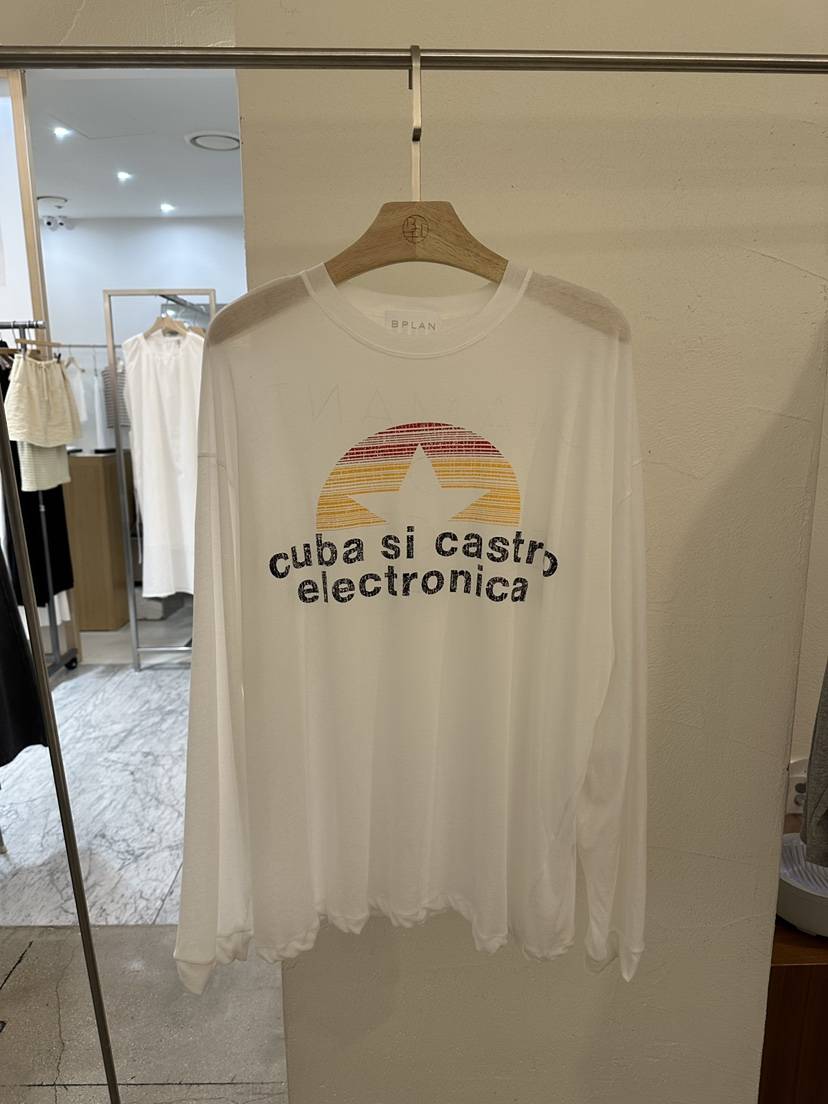 BPLAN
cuba si castro
electronica